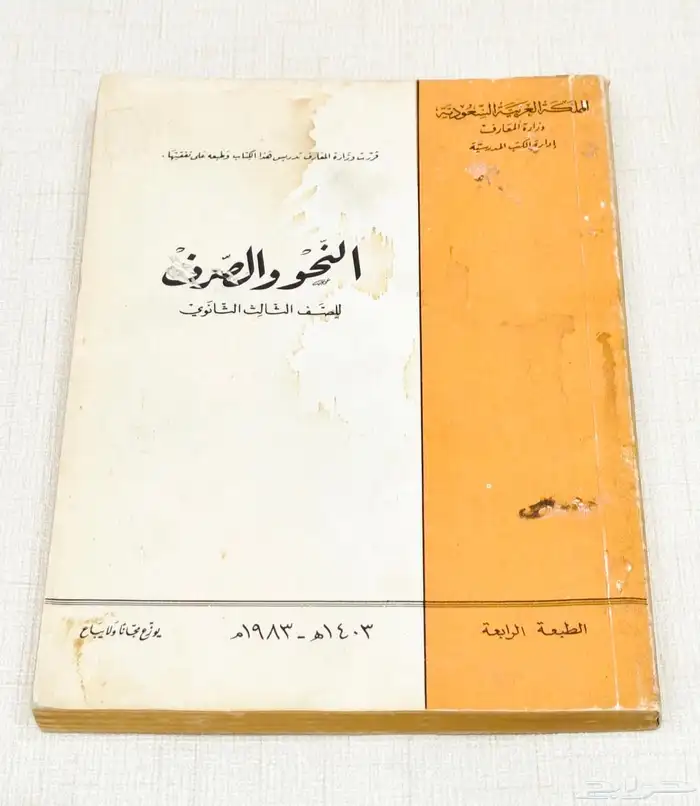 المملكة العربية السعودية
وزارة المعارف
إدارة الكتب المدرسية
قررت وزارة المعارف تدريس هذا الكتاب وطبعه على نفقتها .
النحو والصرف
للصف الثالث الثانوي
الطبعة الرابعة
١٤٠٣هـ - ١٩٨٣م
يوزع مجانا ولا يباع
حراج